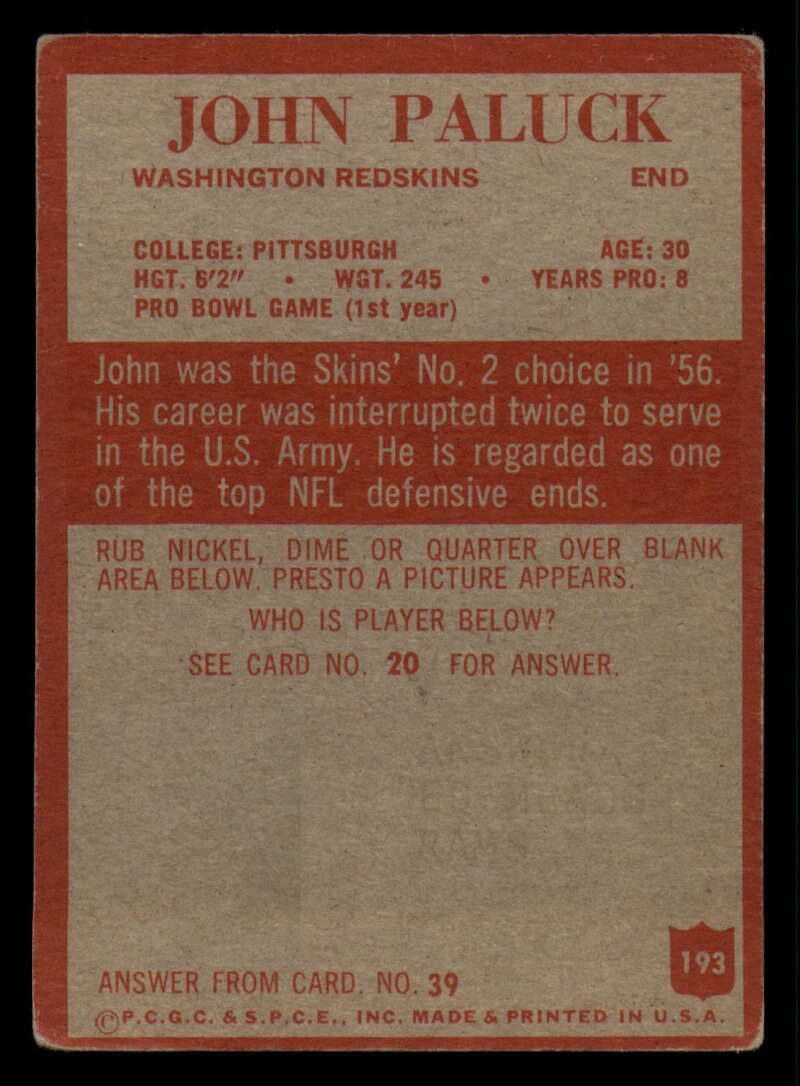 JOHN PALUCK
WASHINGTON REDSKINS END
COLLEGE: PITTSBURGH AGE: 30
HGT. 6'2" • WGT. 245 • YEARS PRO: 8
PRO BOWL GAME (1st year)
John was the Skins' No. 2 choice in '56.
His career was interrupted twice to serve
in the U.S. Army. He is regarded as one
of the top NFL defensive ends.
RUB NICKEL, DIME OR QUARTER OVER BLANK
AREA BELOW. PRESTO A PICTURE APPEARS.
WHO IS PLAYER BELOW?
SEE CARD NO. 20 FOR ANSWER.
RAMS
193
ANSWER FROM CARD. NO. 39
©P.C.G.C. & S.P.C.E., INC. MADE & PRINTED IN U.S.A.